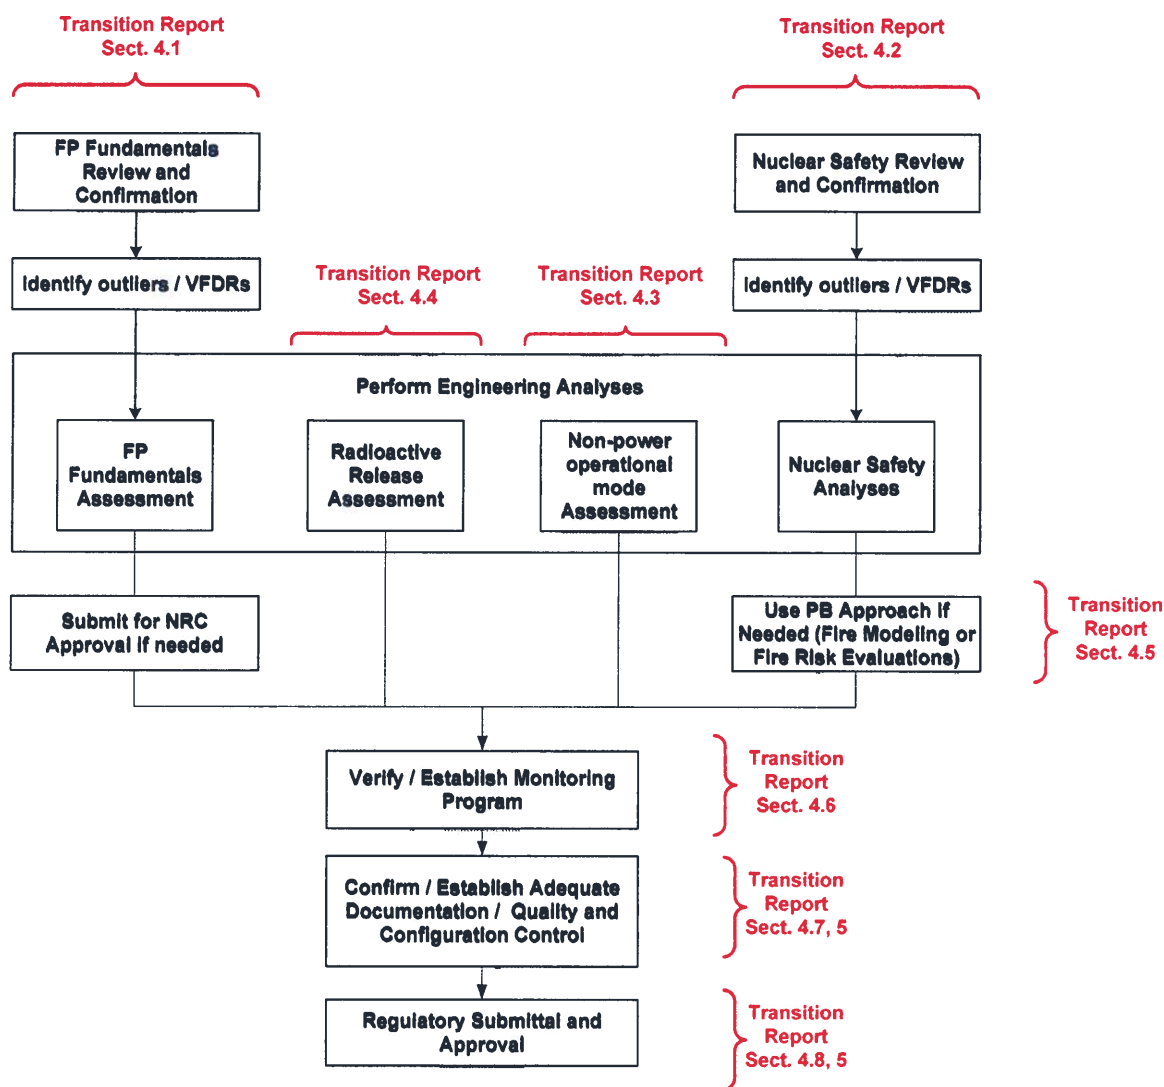 Transition Report
Sect. 4.1
Transition Report
Sect. 4.2
FP Fundamentals
Review and
Confirmation
Nuclear Safety Review
and Confirmation
Identify outliers / VFDRs
Transition Report
Sect. 4.4
Transition Report
Sect. 4.3
Identify outliers / VFDRs
Perform Engineering Analyses
FP
Fundamentals
Assessment
Radioactive
Release
Assessment
Non-power
operational
mode
Assessment
Nuclear Safety
Analyses
Submit for NRC
Approval if needed
Use PB Approach if
Needed (Fire Modeling or
Fire Risk Evaluations)
Transition
Report
Sect. 4.5
Verify / Establish Monitoring
Program
Transition
Report
Sect. 4.6
Confirm / Establish Adequate
Documentation / Quality and
Configuration Control
Transition
Report
Sect. 4.7, 5
Regulatory Submittal and
Approval
Transition
Report
Sect. 4.8, 5